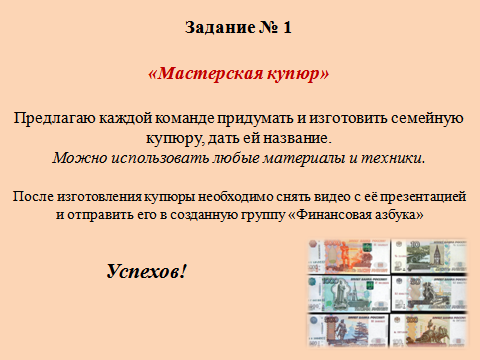 Задание № 1
«Мастерская купюр»
Предлагаю каждой команде придумать и изготовить семейную
купюру, дать ей название.
Можно использовать любые материалы и техники.
После изготовления купюры необходимо снять видео с её презентацией
и отправить его в созданную группу «Финансовая азбука»
Успехов!